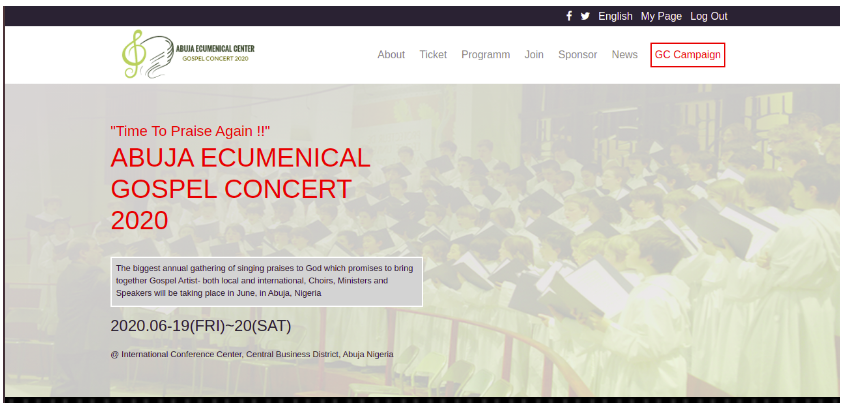 English My Page Log Out
ABUJA ECUMENICAL CENTER
GOSPEL CONCERT 2020
About Ticket Programm Join Sponsor News GC Campaign
"Time To Praise Again !!"
ABUJA ECUMENICAL
GOSPEL CONCERT
2020
The biggest annual gathering of singing praises to God which promises to bring
together Gospel Artist- both local and international, Choirs, Ministers and
Speakers will be taking place in June, in Abuja, Nigeria
2020.06-19(FRI)~20(SAT)
@ International Conference Center, Central Business District, Abuja Nigeria